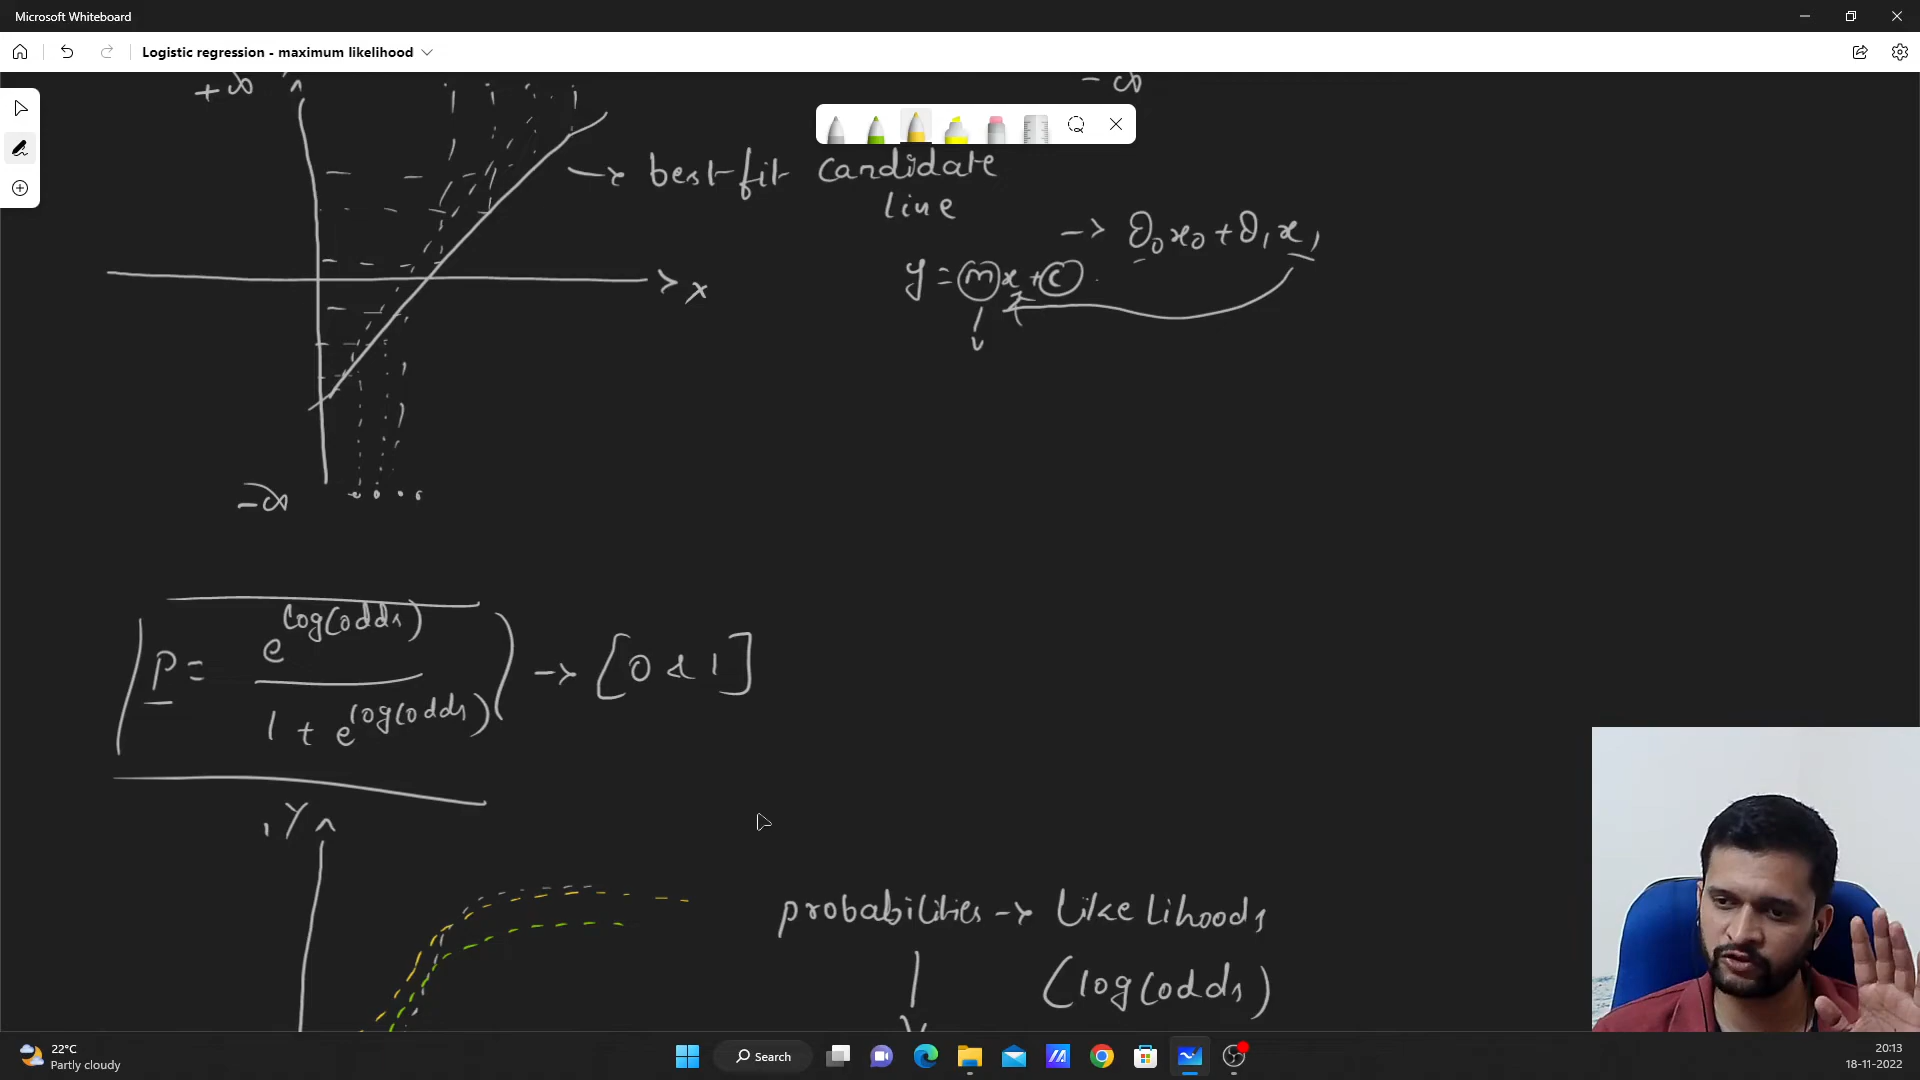 Microsoft Whiteboard
Logistic regression - maximum likelihood
+∞
-∞
best-fit candidate
line
-> θ₀x₀ + θ₁x₁
y = mx + c
> x
-∞
P = e^log(odds) / 1 + e^log(odds) -> [0 & 1]
Y
probabilities -> Likelihoods
(log(odds)
22°C
Partly cloudy
Search
20:13
18-11-2022